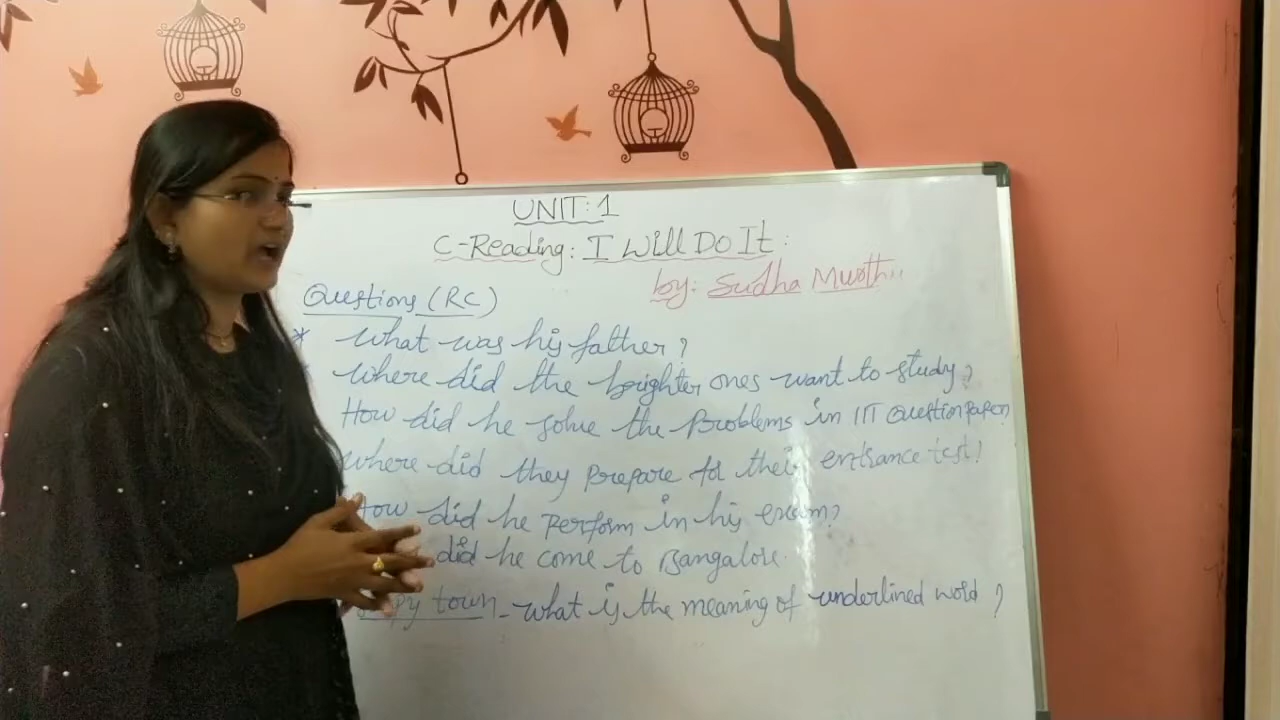 UNIT: 1
C-Reading: I Will Do It:
by: Sudha Murthi..
Questions (RC)
* What was his father?
Where did the brighter ones want to study?
How did he solve the Problems in IIT Question paper
Where did they prepare for their entrance test!
How did he perform in his exam?
did he come to Bangalore.
town - what is the meaning of underlined word?